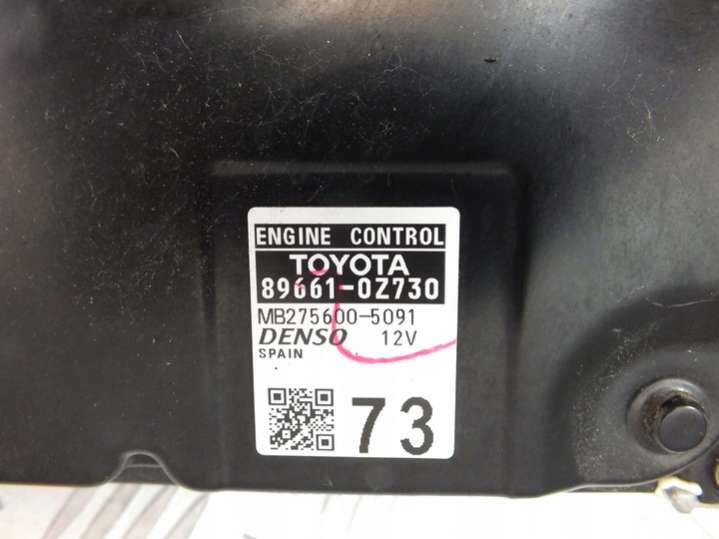 ENGINE CONTROL
TOYOTA
89661-0Z730
MB275600-5091
DENSO 12V
SPAIN
73